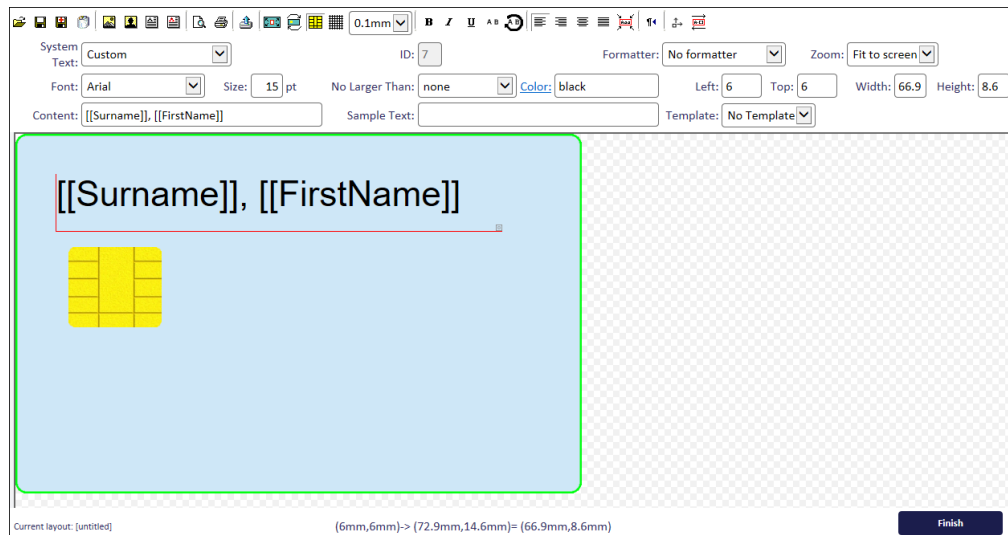 0.1mm B I U A B
System Text: Custom ID: 7 Formatter: No formatter Zoom: Fit to screen
Font: Arial Size: 15 pt No Larger Than: none Color: black Left: 6 Top: 6 Width: 66.9 Height: 8.6
Content: [[Surname]], [[FirstName]] Sample Text: Template: No Template
[[Surname]], [[FirstName]]
Current layout: [untitled] (6mm,6mm)-> (72.9mm,14.6mm)= (66.9mm,8.6mm) Finish